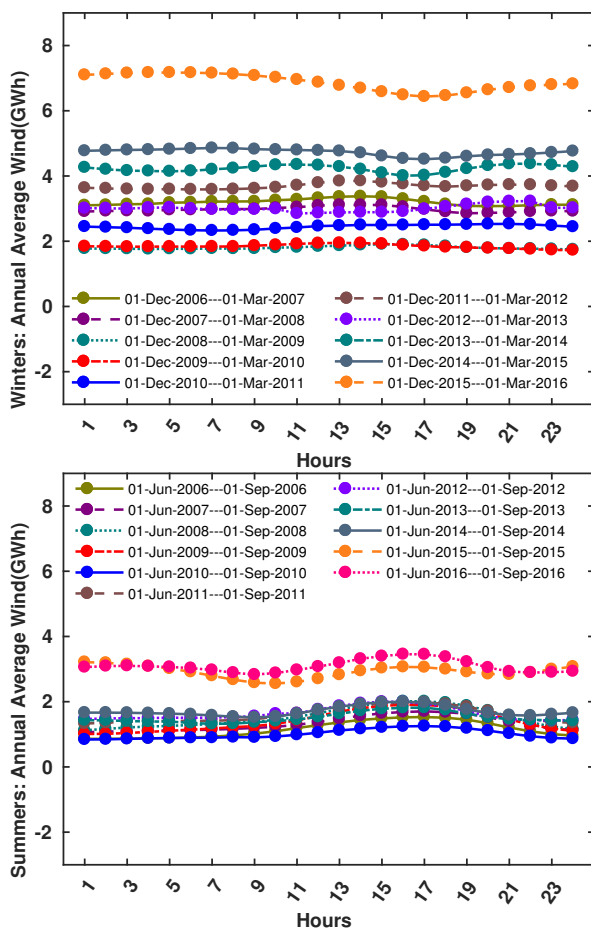 Winters: Annual Average Wind(GWh)
8
6
4
2
0
-2
01-Dec-2006---01-Mar-2007
01-Dec-2007---01-Mar-2008
01-Dec-2008---01-Mar-2009
01-Dec-2009---01-Mar-2010
01-Dec-2010---01-Mar-2011
01-Dec-2011---01-Mar-2012
01-Dec-2012---01-Mar-2013
01-Dec-2013---01-Mar-2014
01-Dec-2014---01-Mar-2015
01-Dec-2015---01-Mar-2016
1 3 5 7 9 11 13 15 17 19 21 23
Hours
Summers: Annual Average Wind(GWh)
8
6
4
2
0
-2
01-Jun-2006---01-Sep-2006
01-Jun-2007---01-Sep-2007
01-Jun-2008---01-Sep-2008
01-Jun-2009---01-Sep-2009
01-Jun-2010---01-Sep-2010
01-Jun-2011---01-Sep-2011
01-Jun-2012---01-Sep-2012
01-Jun-2013---01-Sep-2013
01-Jun-2014---01-Sep-2014
01-Jun-2015---01-Sep-2015
01-Jun-2016---01-Sep-2016
1 3 5 7 9 11 13 15 17 19 21 23
Hours